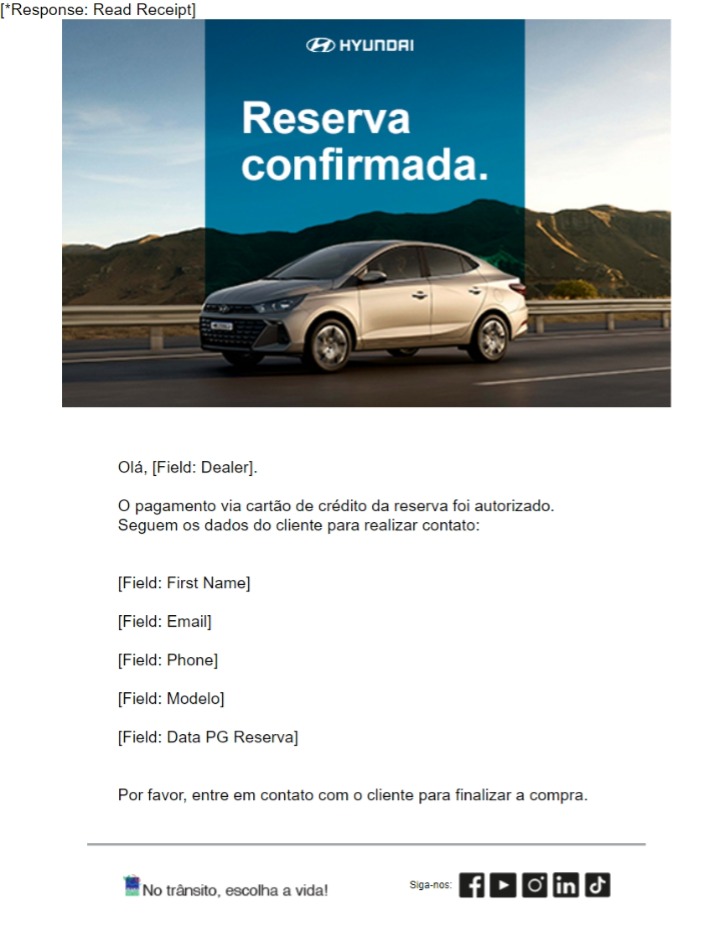 [*Response: Read Receipt]
HYUNDAI
Reserva
confirmada.
Olá, [Field: Dealer].
O pagamento via cartão de crédito da reserva foi autorizado.
Seguem os dados do cliente para realizar contato:
[Field: First Name]
[Field: Email]
[Field: Phone]
[Field: Modelo]
[Field: Data PG Reserva]
Por favor, entre em contato com o cliente para finalizar a compra.
No trânsito, escolha a vida!
Siga-nos: